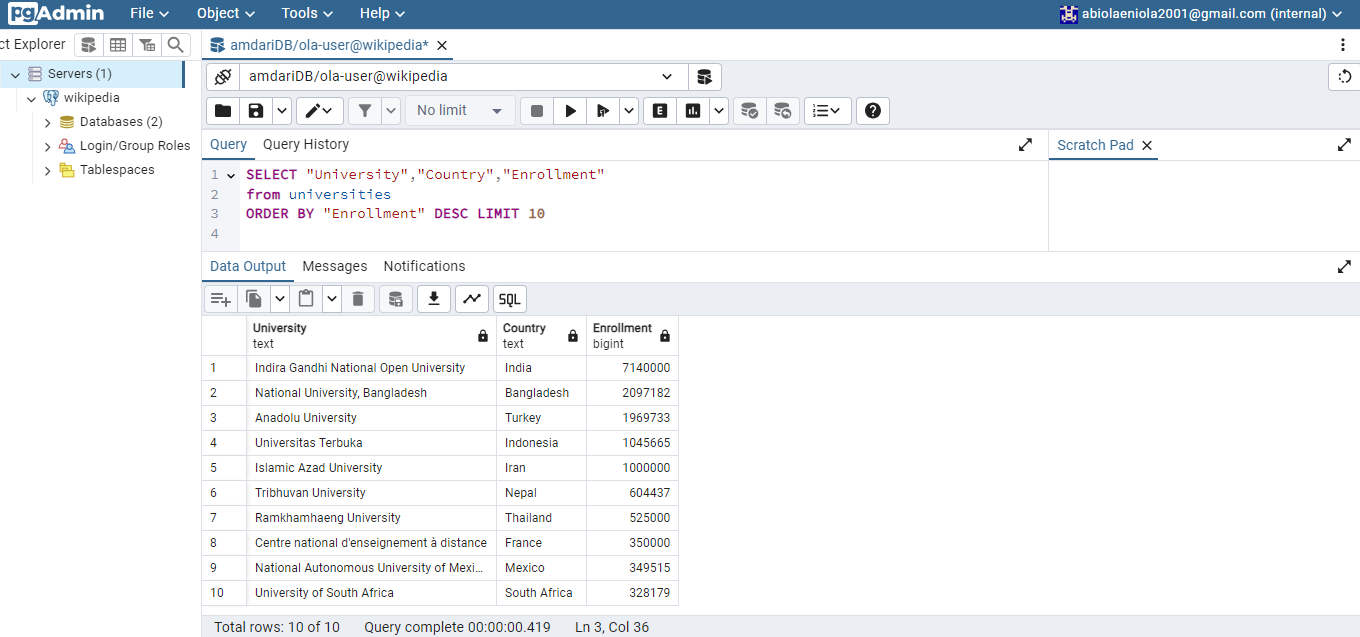 pgAdmin File Object Tools Help abiolaeniola2001@gmail.com (internal)
ct Explorer
amdariDB/ola-user@wikipedia*
Servers (1)
wikipedia
Databases (2)
Login/Group Roles
Tablespaces
amdariDB/ola-user@wikipedia
No limit E
Query Query History Scratch Pad
1 SELECT "University","Country","Enrollment"
2 from universities
3 ORDER BY "Enrollment" DESC LIMIT 10
4
Data Output Messages Notifications
SQL
University Country Enrollment
text text bigint
1 Indira Gandhi National Open University India 7140000
2 National University, Bangladesh Bangladesh 2097182
3 Anadolu University Turkey 1969733
4 Universitas Terbuka Indonesia 1045665
5 Islamic Azad University Iran 1000000
6 Tribhuvan University Nepal 604437
7 Ramkhamhaeng University Thailand 525000
8 Centre national d'enseignement à distance France 350000
9 National Autonomous University of Mexi... Mexico 349515
10 University of South Africa South Africa 328179
Total rows: 10 of 10 Query complete 00:00:00.419 Ln 3, Col 36